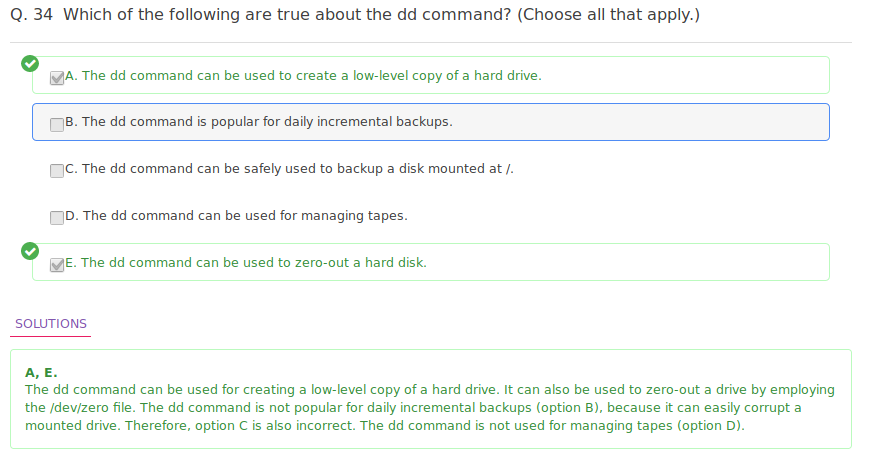 Q. 34  Which of the following are true about the dd command? (Choose all that apply.)
A. The dd command can be used to create a low-level copy of a hard drive.
B. The dd command is popular for daily incremental backups.
C. The dd command can be safely used to backup a disk mounted at /.
D. The dd command can be used for managing tapes.
E. The dd command can be used to zero-out a hard disk.
SOLUTIONS
A, E.
The dd command can be used for creating a low-level copy of a hard drive. It can also be used to zero-out a drive by employing
the /dev/zero file. The dd command is not popular for daily incremental backups (option B), because it can easily corrupt a
mounted drive. Therefore, option C is also incorrect. The dd command is not used for managing tapes (option D).